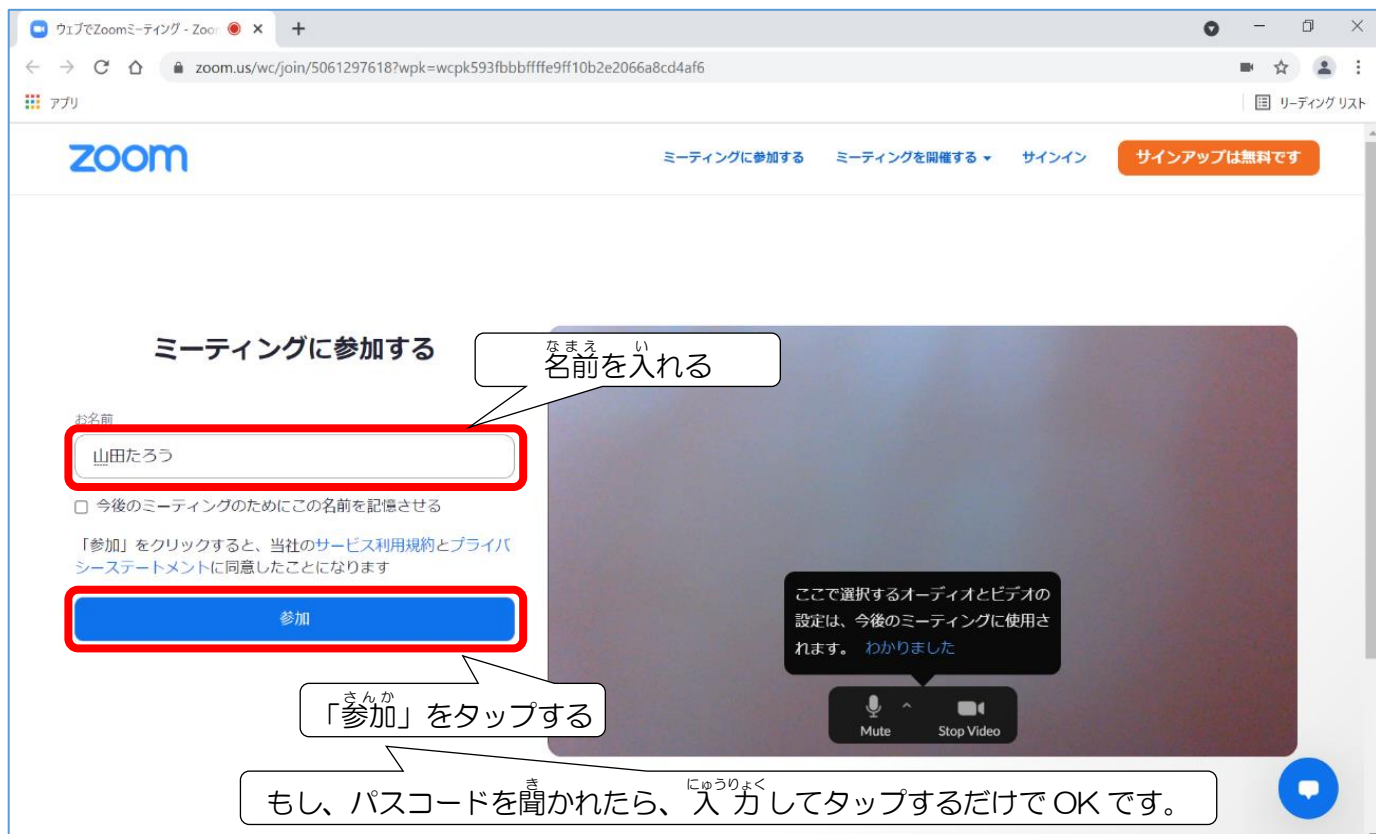 ウェブでZoomミーティング - Zoo
zoom.us/wc/join/5061297618?wpk=wcpk593fbbbffffe9ff10b2e2066a8cd4af6
アプリ
リーディング リスト
zoom
ミーティングに参加する
ミーティングを開催する
サインイン
サインアップは無料です
ミーティングに参加する
なまえ い
名前を入れる
お名前
山田たろう
今後のミーティングのためにこの名前を記憶させる
「参加」をクリックすると、当社のサービス利用規約とプライバ
シーステートメントに同意したことになります
参加
ここで選択するオーディオとビデオの
設定は、今後のミーティングに使用さ
れます。 わかりました
Mute
Stop Video
さんか
「参加」をタップする
き にゅうりょく
もし、パスコードを聞かれたら、入力してタップするだけで OK です。